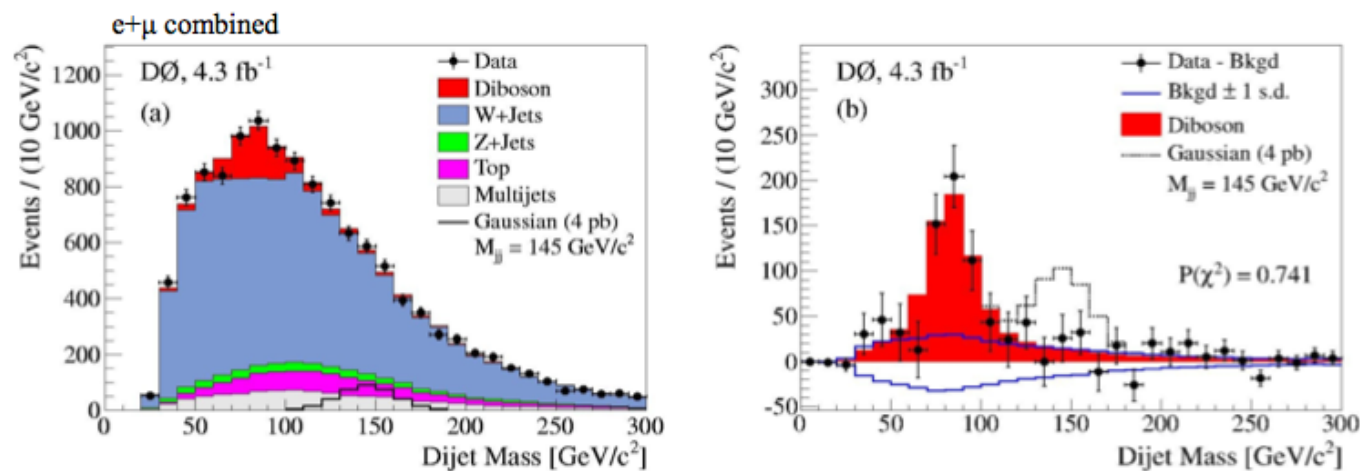 e+μ combined
Events / (10 GeV/c²)
1000
800
600
400
200
0
DØ, 4.3 fb⁻¹
(a)
Data
Diboson
W+Jets
Z+Jets
Top
Multijets
Gaussian (4 pb)
M_jj = 145 GeV/c²
0 50 100 150 200 250 300
Dijet Mass [GeV/c²]
Events / (10 GeV/c²)
300
250
200
150
100
50
0
-50
DØ, 4.3 fb⁻¹
(b)
Data - Bkgd
Bkgd ± 1 s.d.
Diboson
Gaussian (4 pb)
M_jj = 145 GeV/c²
P(χ²) = 0.741
0 50 100 150 200 250 300
Dijet Mass [GeV/c²]